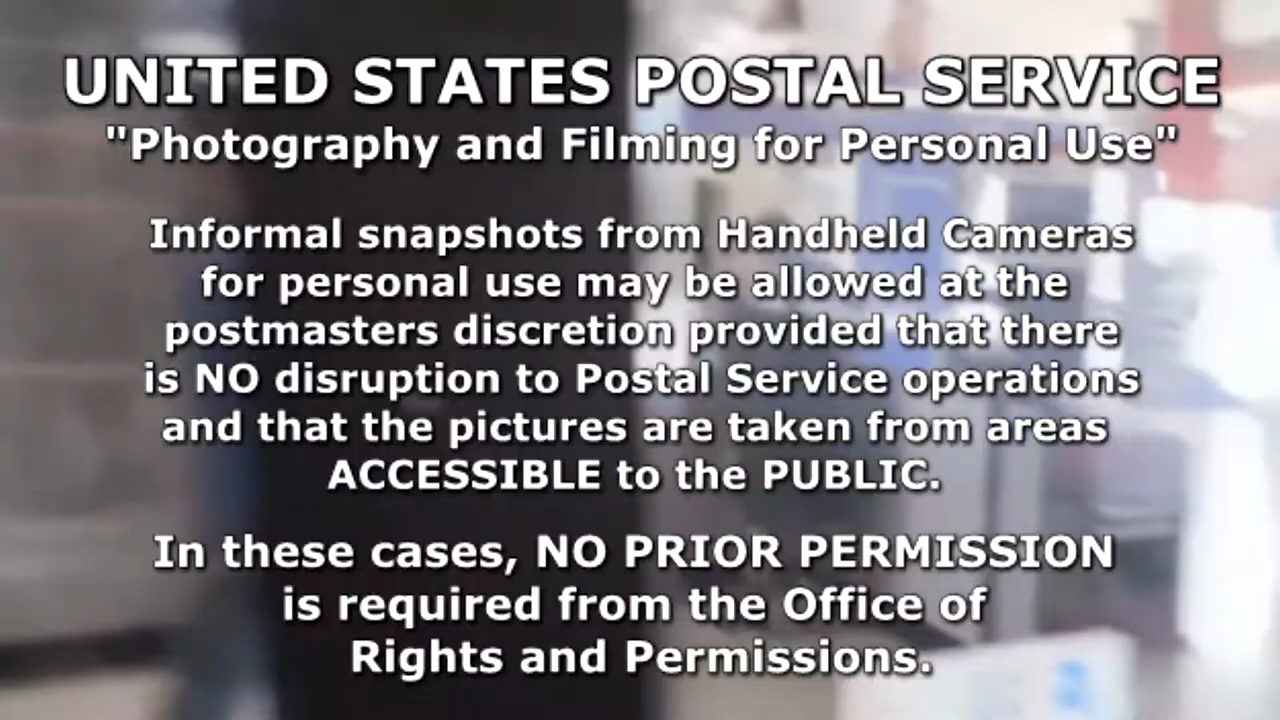 UNITED STATES POSTAL SERVICE
"Photography and Filming for Personal Use"
Informal snapshots from Handheld Cameras
for personal use may be allowed at the
postmasters discretion provided that there
is NO disruption to Postal Service operations
and that the pictures are taken from areas
ACCESSIBLE to the PUBLIC.
In these cases, NO PRIOR PERMISSION
is required from the Office of
Rights and Permissions.